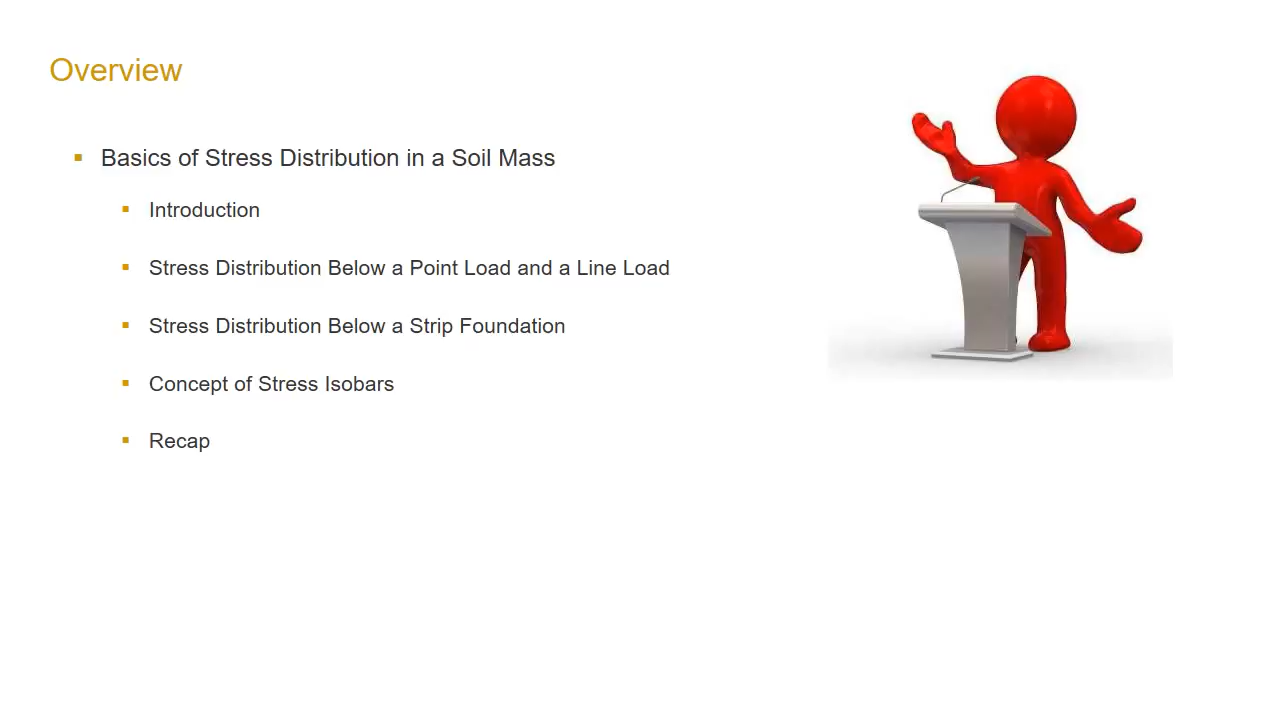 Overview
Basics of Stress Distribution in a Soil Mass
Introduction
Stress Distribution Below a Point Load and a Line Load
Stress Distribution Below a Strip Foundation
Concept of Stress Isobars
Recap